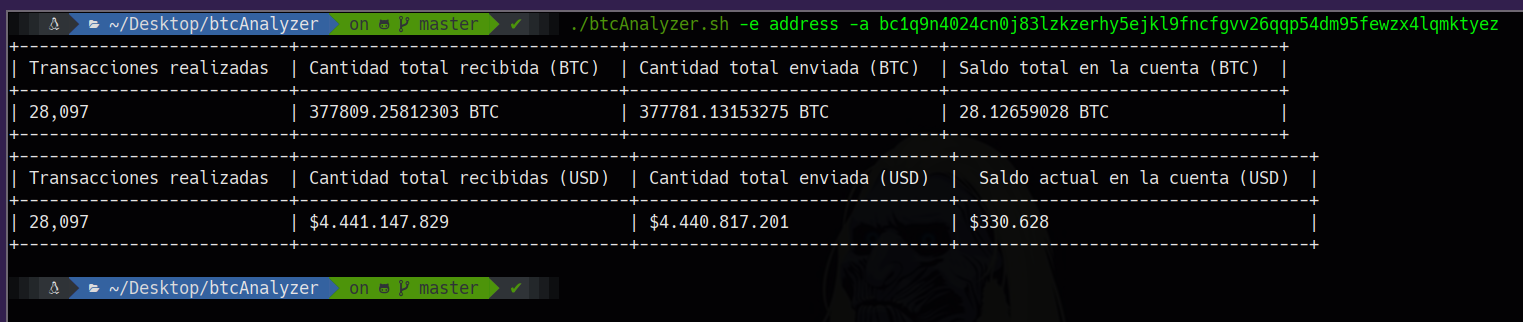 ~/Desktop/btcAnalyzer on master ✔ ./btcAnalyzer.sh -e address -a bc1q9n4024cn0j83lzkzerhy5ejkl9fncfgvv26qqp54dm95fewzx4lqmktyez
+---------------------------+--------------------------------+-------------------------------+---------------------------------+
| Transacciones realizadas | Cantidad total recibida (BTC) | Cantidad total enviada (BTC) | Saldo total en la cuenta (BTC) |
+---------------------------+--------------------------------+-------------------------------+---------------------------------+
| 28,097 | 377809.25812303 BTC | 377781.13153275 BTC | 28.12659028 BTC |
+---------------------------+--------------------------------+-------------------------------+---------------------------------+
+---------------------------+---------------------------------+-------------------------------+-----------------------------------+
| Transacciones realizadas | Cantidad total recibidas (USD) | Cantidad total enviada (USD) | Saldo actual en la cuenta (USD) |
+---------------------------+---------------------------------+-------------------------------+-----------------------------------+
| 28,097 | $4.441.147.829 | $4.440.817.201 | $330.628 |
+---------------------------+---------------------------------+-------------------------------+-----------------------------------+
~/Desktop/btcAnalyzer on master ✔